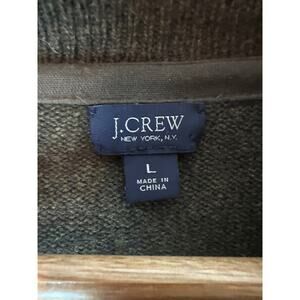 J.CREW
NEW YORK, N.Y.
L
MADE IN
CHINA